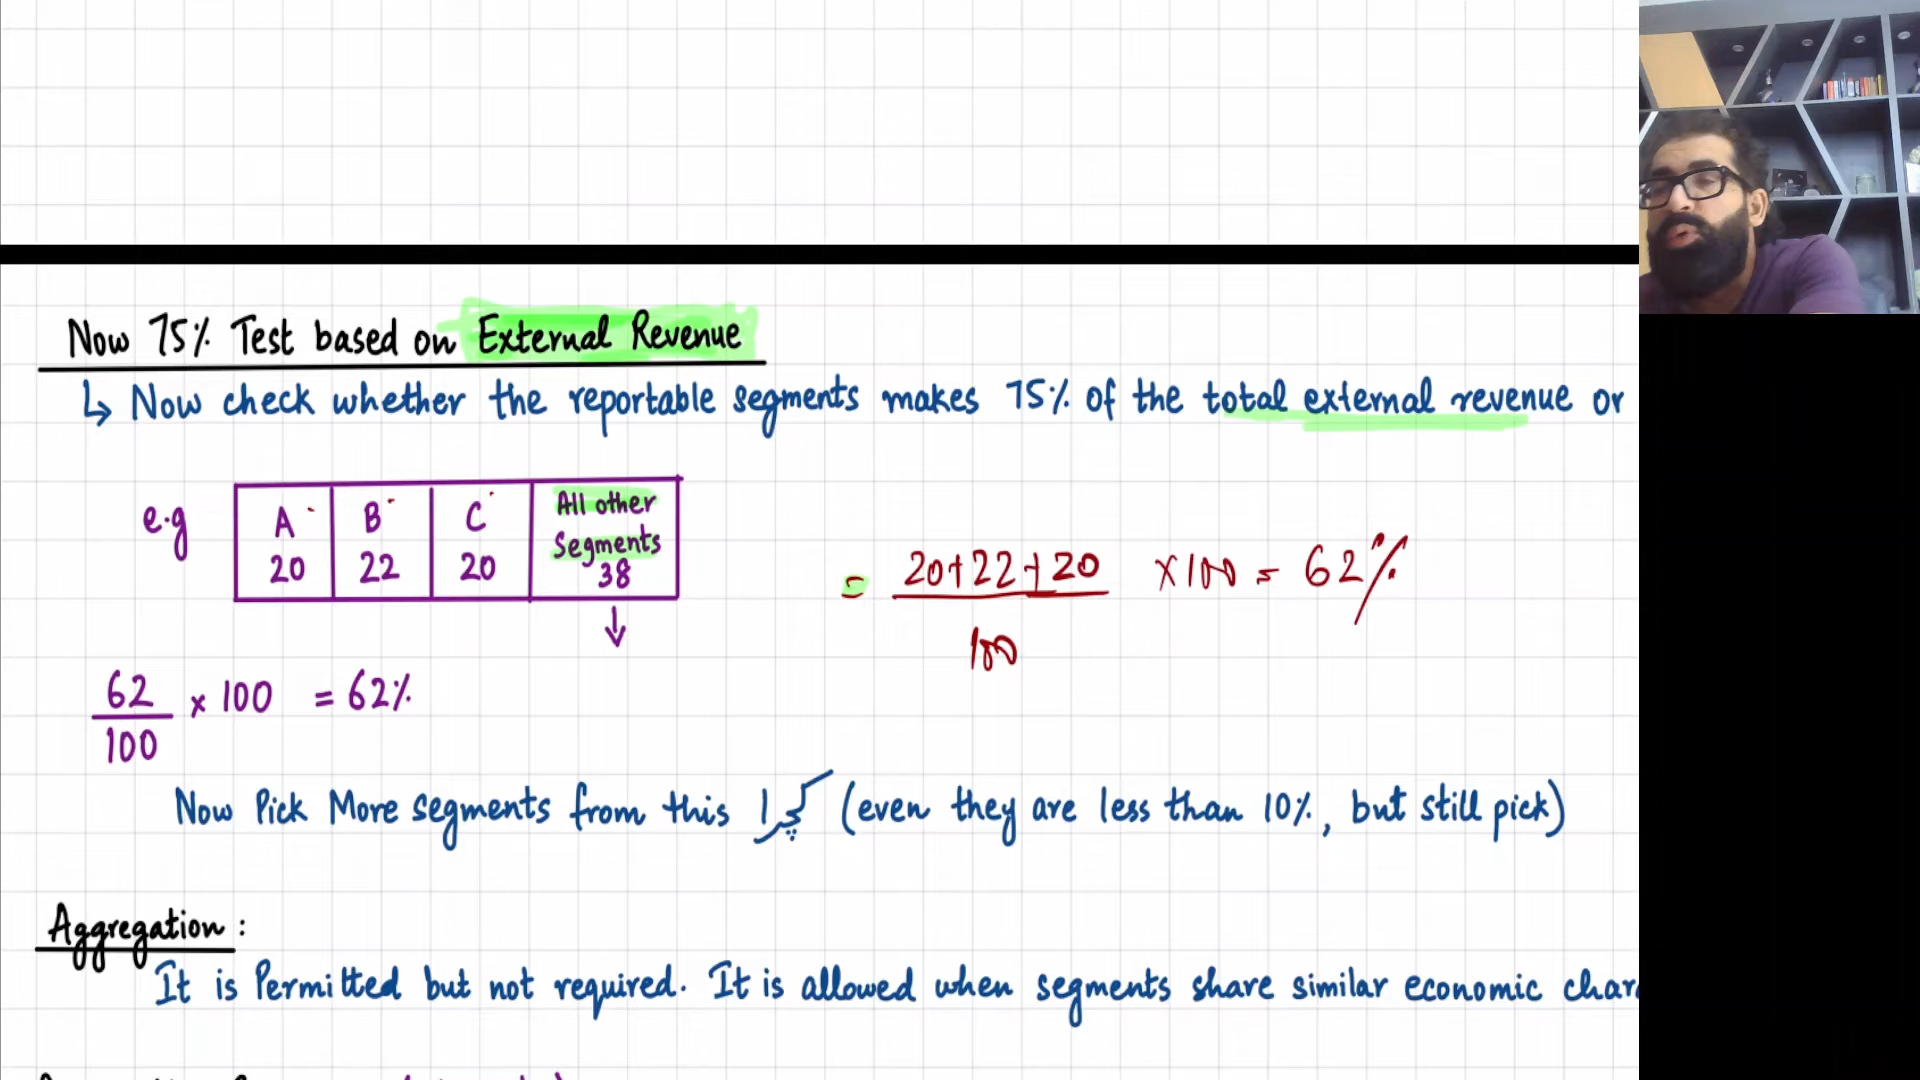 Now 75% Test based on External Revenue
↳ Now check whether the reportable segments makes 75% of the total external revenue or
e.g
A B C All other
Segments
20 22 20 38
= 20+22+20 / 100 ×100 = 62%
62 / 100 × 100 = 62%
Now Pick More segments from this کچرا (even they are less than 10%, but still pick)
Aggregation :
It is Permitted but not required. It is allowed when segments share similar economic char